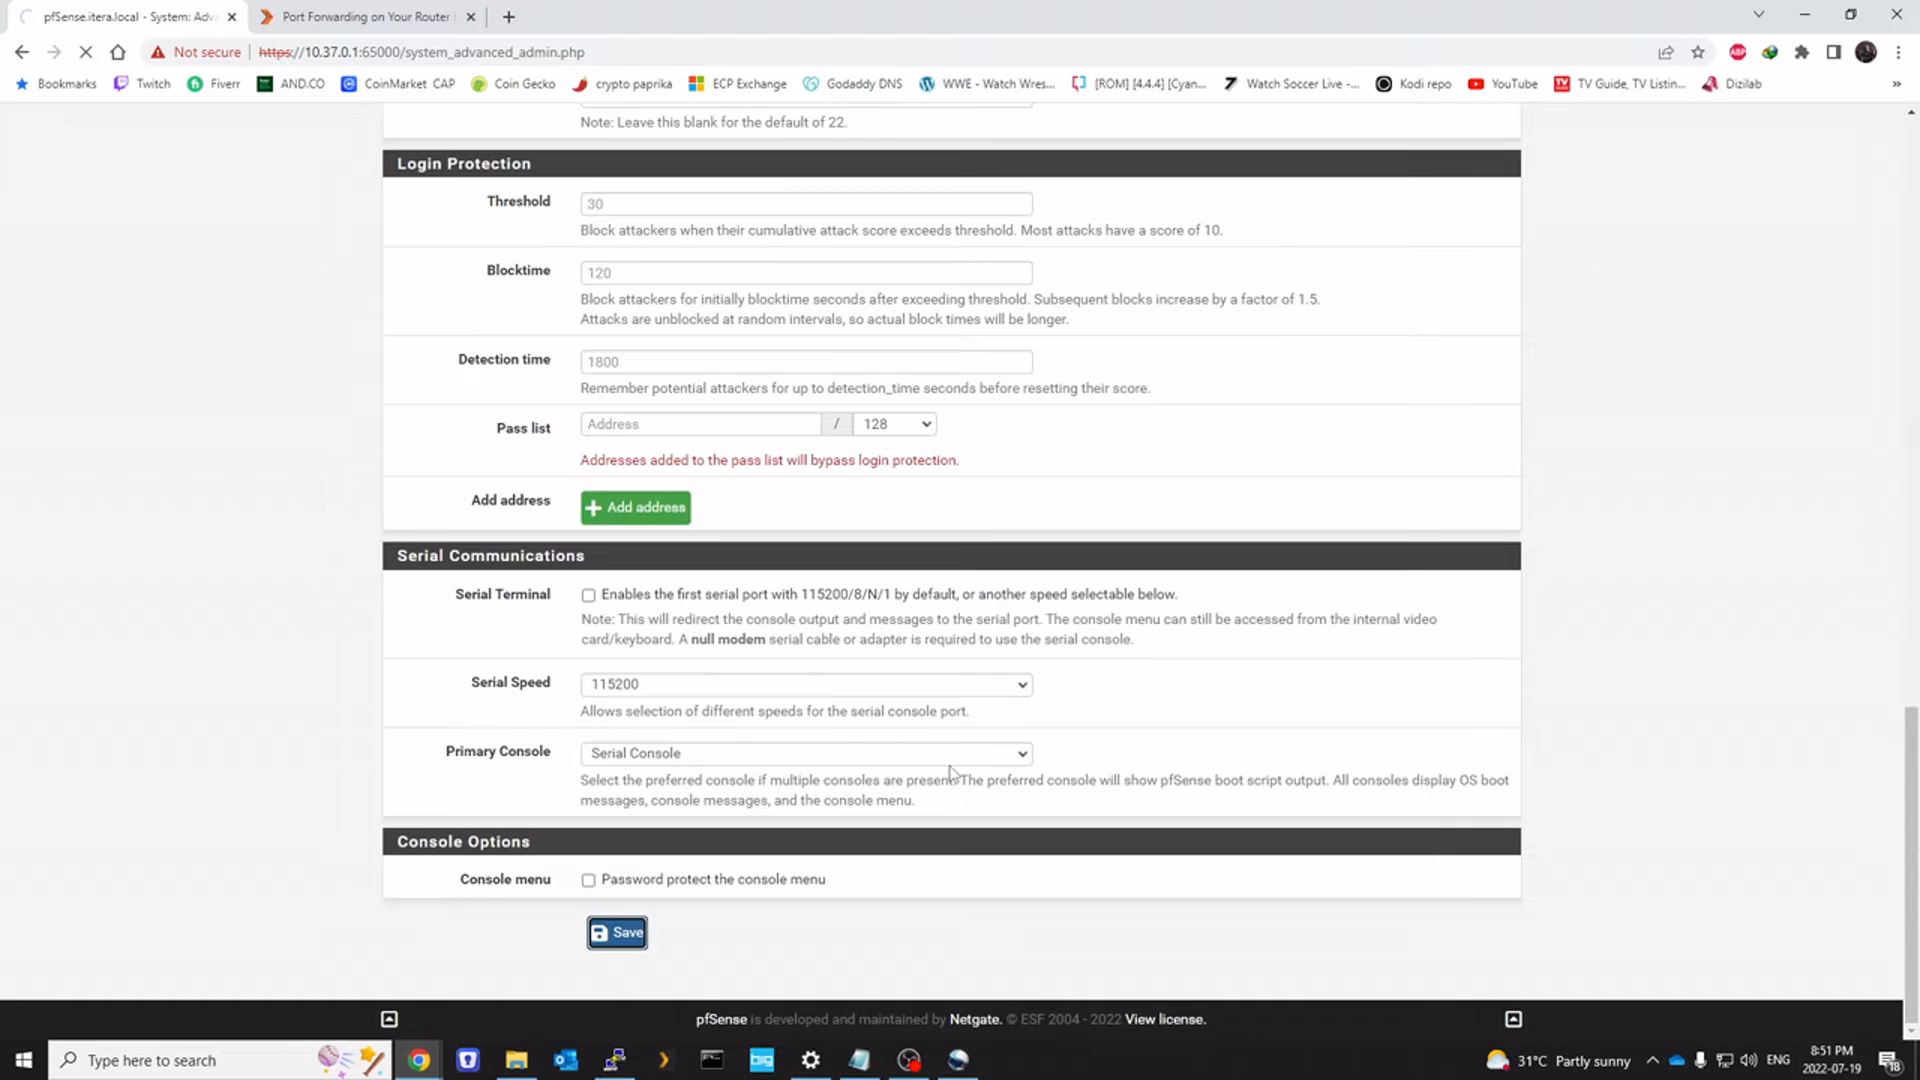 pfSense.itera.local - System: Adv
Port Forwarding on Your Router
Not secure
https://10.37.0.1:65000/system_advanced_admin.php
ABP
Bookmarks
Twitch
Fiverr
AND.CO
CoinMarket CAP
Coin Gecko
crypto paprika
ECP Exchange
Godaddy DNS
WWE - Watch Wres...
[ROM] [4.4.4] [Cyan...
Watch Soccer Live -...
Kodi repo
YouTube
TV Guide, TV Listin...
Dizilab
»
Note: Leave this blank for the default of 22.
Login Protection
Threshold
30
Block attackers when their cumulative attack score exceeds threshold. Most attacks have a score of 10.
Blocktime
120
Block attackers for initially blocktime seconds after exceeding threshold. Subsequent blocks increase by a factor of 1.5.
Attacks are unblocked at random intervals, so actual block times will be longer.
Detection time
1800
Remember potential attackers for up to detection_time seconds before resetting their score.
Pass list
Address
/
128
Addresses added to the pass list will bypass login protection.
Add address
Add address
Serial Communications
Serial Terminal
Enables the first serial port with 115200/8/N/1 by default, or another speed selectable below.
Note: This will redirect the console output and messages to the serial port. The console menu can still be accessed from the internal video
card/keyboard. A null modem serial cable or adapter is required to use the serial console.
Serial Speed
115200
Allows selection of different speeds for the serial console port.
Primary Console
Serial Console
Select the preferred console if multiple consoles are present. The preferred console will show pfSense boot script output. All consoles display OS boot
messages, console messages, and the console menu.
Console Options
Console menu
Password protect the console menu
Save
pfSense is developed and maintained by Netgate. © ESF 2004 - 2022 View license.
Type here to search
31°C Partly sunny
ENG
8:51 PM
2022-07-19
18